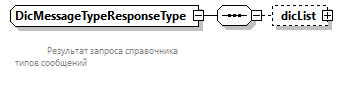 DicMessageTypeResponseType
dicList
Результат запроса справочника
типов сообщений